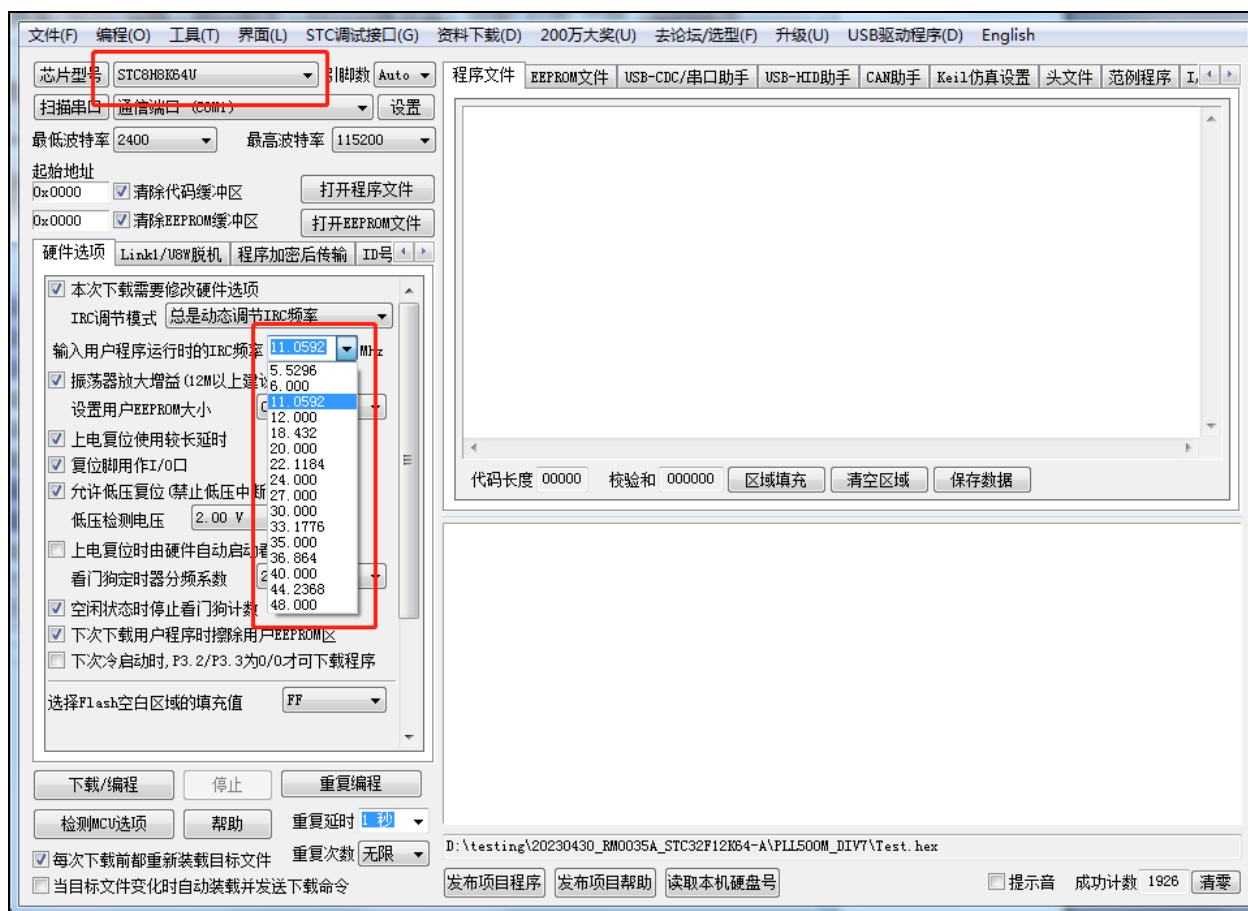 文件(F) 编程(O) 工具(T) 界面(L) STC调试接口(G) 资料下载(D) 200万大奖(U) 去论坛/选型(F) 升级(U) USB驱动程序(D) English
芯片型号 STC8H8K64U 引脚数 Auto
扫描串口 通信端口 (COM1) 设置
最低波特率 2400 最高波特率 115200
起始地址
0x0000 清除代码缓冲区 打开程序文件
0x0000 清除EEPROM缓冲区 打开EEPROM文件
硬件选项 Link1/U8W脱机 程序加密后传输 ID号
本次下载需要修改硬件选项
IRC调节模式 总是动态调节IRC频率
输入用户程序运行时的IRC频率 11.0592 MHz
振荡器放大增益(12M以上建议
设置用户EEPROM大小
上电复位使用较长延时
复位脚用作I/O口
允许低压复位(禁止低压中断
低压检测电压 2.00 V
上电复位时由硬件自动启动看
看门狗定时器分频系数
空闲状态时停止看门狗计数
下次下载用户程序时擦除用户EEPROM区
下次冷启动时,P3.2/P3.3为0/0才可下载程序
选择Flash空白区域的填充值 FF
5.5296
6.000
11.0592
12.000
18.432
20.000
22.1184
24.000
27.000
30.000
33.1776
35.000
36.864
40.000
44.2368
48.000
下载/编程 停止 重复编程
检测MCU选项 帮助 重复延时 1 秒
每次下载前都重新装载目标文件 重复次数 无限
当目标文件变化时自动装载并发送下载命令
程序文件 EEPROM文件 USB-CDC/串口助手 USB-HID助手 CAN助手 Keil仿真设置 头文件 范例程序 I/
代码长度 00000 校验和 000000 区域填充 清空区域 保存数据
D:\testing\20230430_RM0035A_STC32F12K64-A\PLL500M_DIV7\Test.hex
发布项目程序 发布项目帮助 读取本机硬盘号 提示音 成功计数 1926 清零